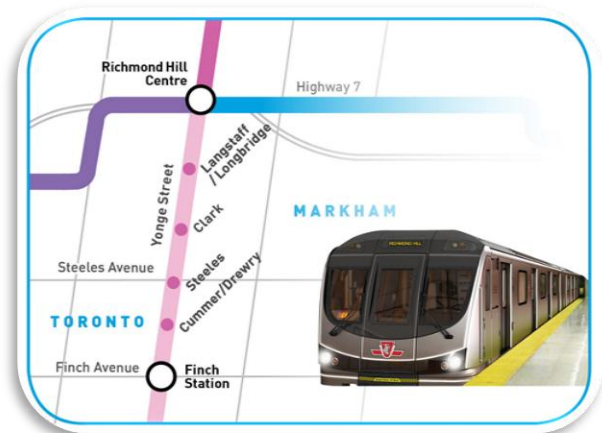 Richmond Hill
Centre
Highway 7
Langstaff
/ Longbridge
Yonge Street
Clark
MARKHAM
Steeles Avenue
Steeles
Cummer/Drewry
TORONTO
Finch Avenue
Finch
Station
RICHMOND HILL